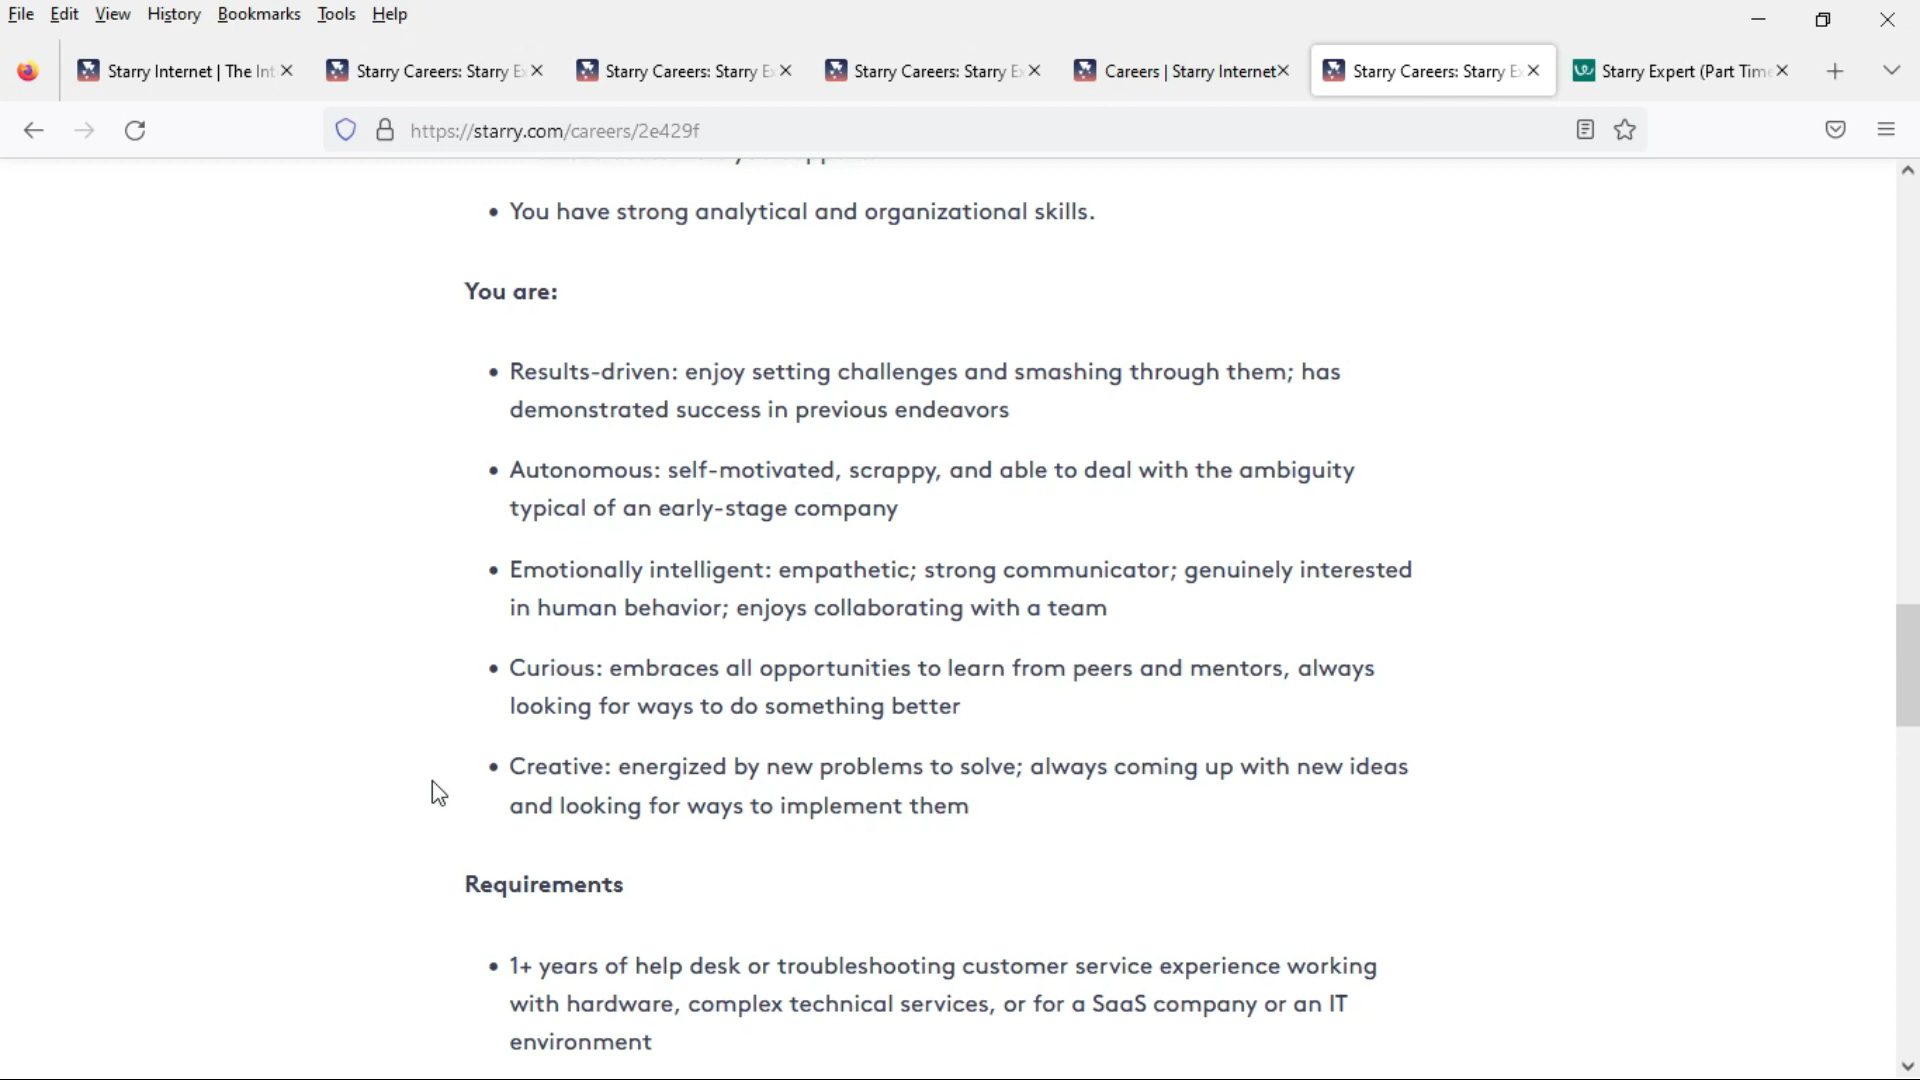 File Edit View History Bookmarks Tools Help
Starry Internet | The Int
Starry Careers: Starry E
Starry Careers: Starry E
Starry Careers: Starry E
Careers | Starry Internet
Starry Careers: Starry E
Starry Expert (Part Time
https://starry.com/careers/2e429f
• You have strong analytical and organizational skills.
You are:
• Results-driven: enjoy setting challenges and smashing through them; has
demonstrated success in previous endeavors
• Autonomous: self-motivated, scrappy, and able to deal with the ambiguity
typical of an early-stage company
• Emotionally intelligent: empathetic; strong communicator; genuinely interested
in human behavior; enjoys collaborating with a team
• Curious: embraces all opportunities to learn from peers and mentors, always
looking for ways to do something better
• Creative: energized by new problems to solve; always coming up with new ideas
and looking for ways to implement them
Requirements
• 1+ years of help desk or troubleshooting customer service experience working
with hardware, complex technical services, or for a SaaS company or an IT
environment